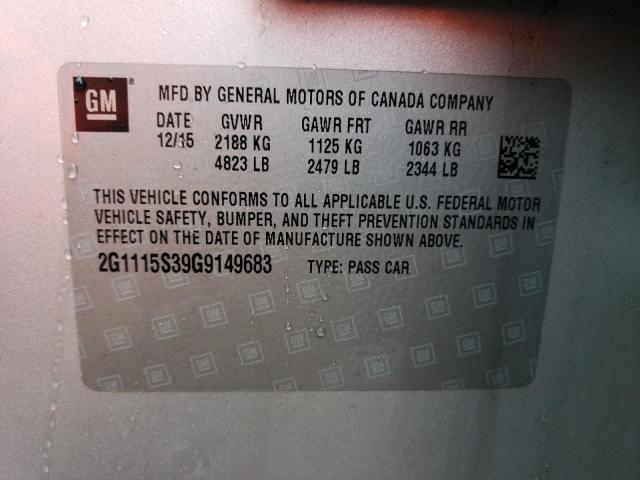 GM ® MFD BY GENERAL MOTORS OF CANADA COMPANY
DATE GVWR GAWR FRT GAWR RR
12/15 2188 KG 1125 KG 1063 KG
4823 LB 2479 LB 2344 LB
THIS VEHICLE CONFORMS TO ALL APPLICABLE U.S. FEDERAL MOTOR
VEHICLE SAFETY, BUMPER, AND THEFT PREVENTION STANDARDS IN
EFFECT ON THE DATE OF MANUFACTURE SHOWN ABOVE.
2G1115S39G9149683 TYPE: PASS CAR